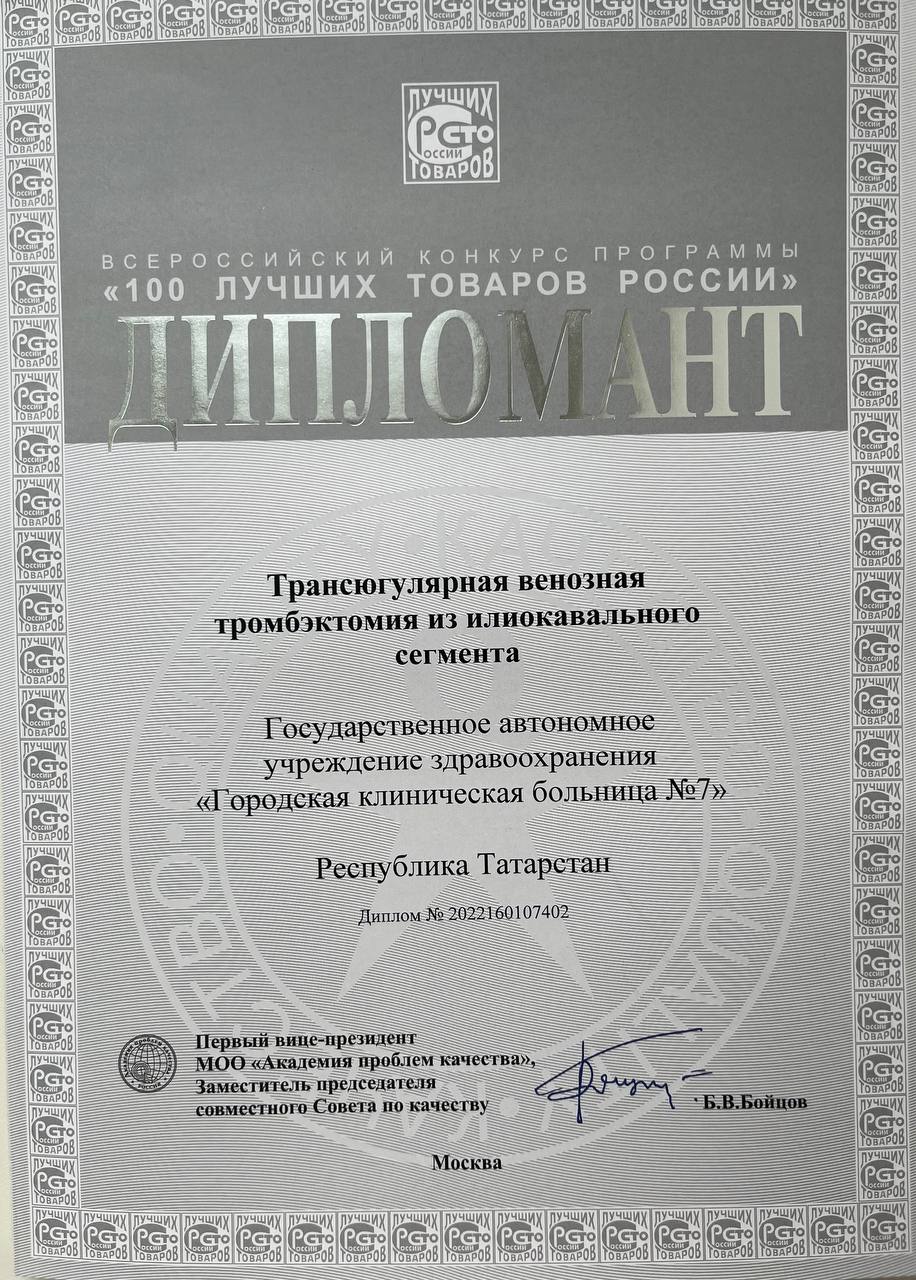 ЛУЧШИХ
РСТо
оссии
ТОВАРОВ
ВСЕРОССИЙСКИЙ КОНКУРС ПРОГРАММЫ
«100 ЛУЧШИХ ТОВАРОВ РОССИИ»
ДИПЛОМАНТ
Трансюгулярная венозная
тромбэктомия из илиокавального
сегмента
Государственное автономное
учреждение здравоохранения
«Городская клиническая больница №7»
Республика Татарстан
Диплом № 2022160107402
Первый вице-президент
МОО «Академия проблем качества»,
Заместитель председателя
совместного Совета по качеству
Б.В.Бойцов
Москва